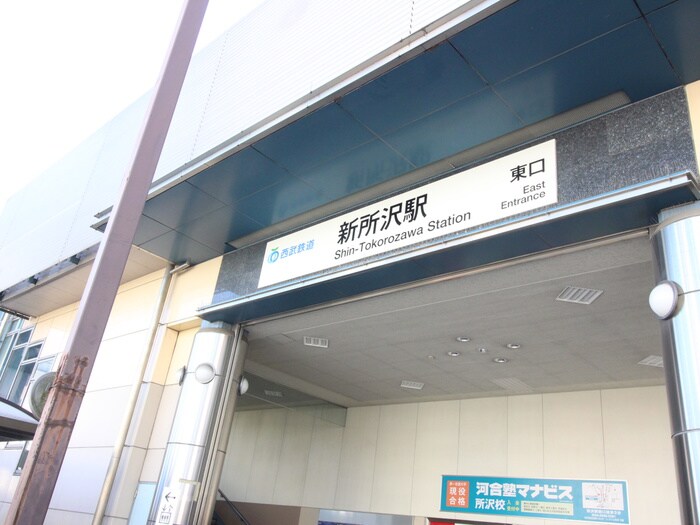 西武鉄道
新所沢駅
Shin-Tokorozawa Station
東口
East
Entrance
現役
合格
河合塾マナビス
所沢校